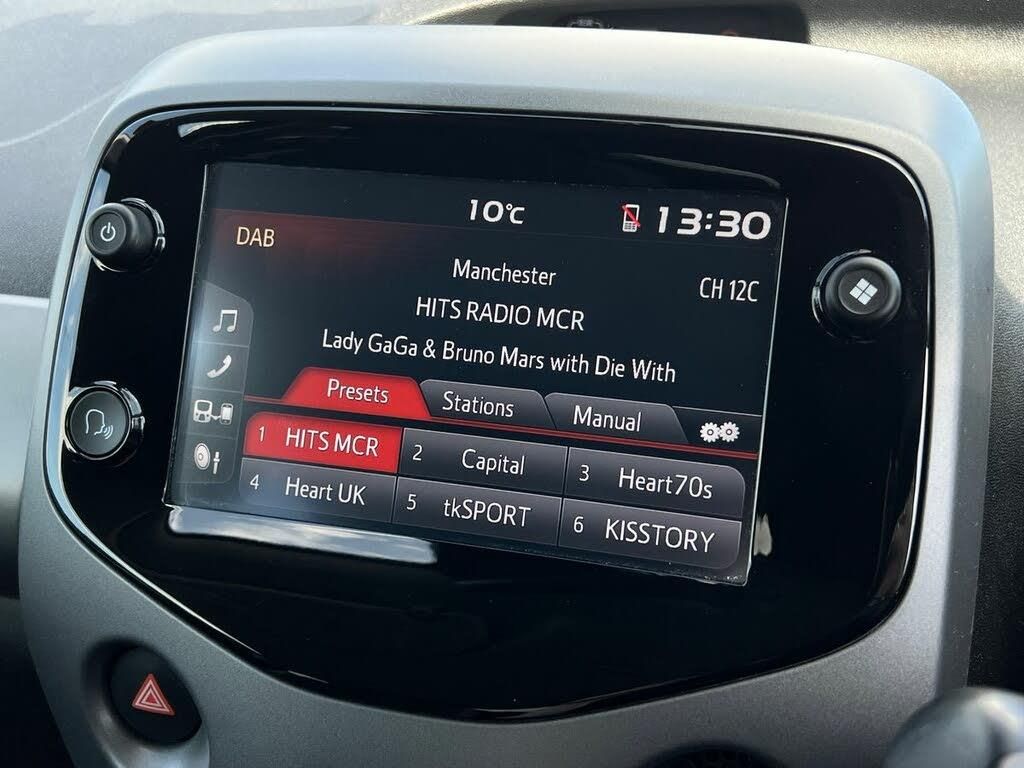 10°C
13:30
DAB
Manchester
CH 12C
HITS RADIO MCR
Lady GaGa & Bruno Mars with Die With
Presets
Stations
Manual
1 HITS MCR
2 Capital
3 Heart70s
4 Heart UK
5 tkSPORT
6 KISSTORY